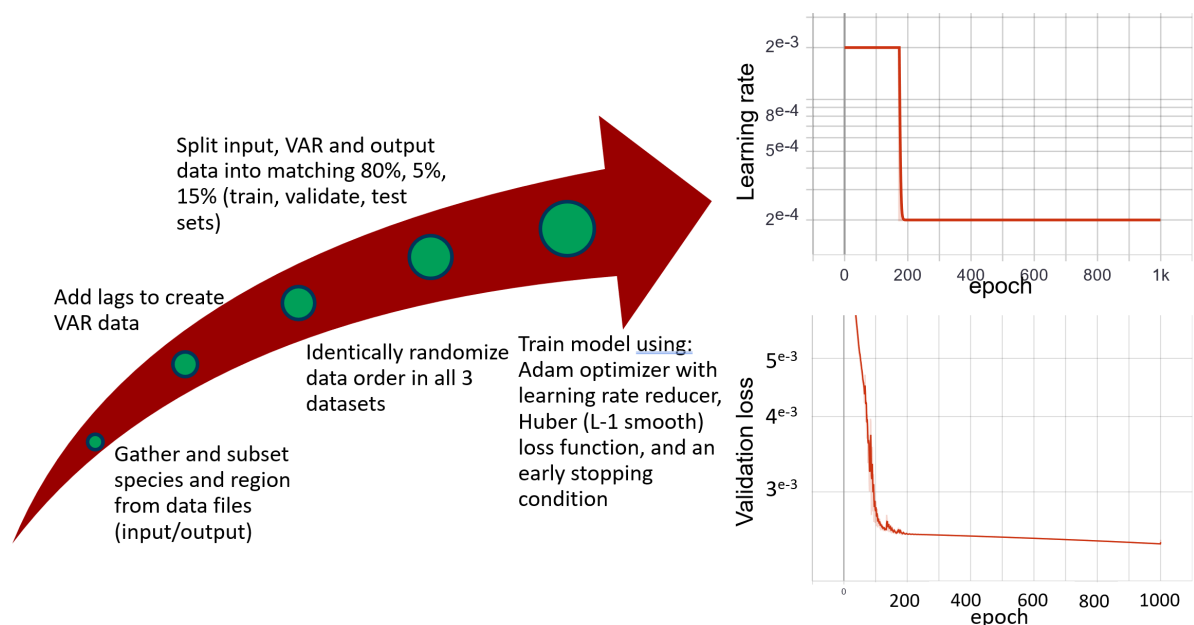 Split input, VAR and output
data into matching 80%, 5%,
15% (train, validate, test
sets)
Add lags to create
VAR data
Identically randomize
data order in all 3
datasets
Gather and subset
species and region
from data files
(input/output)
Train model using:
Adam optimizer with
learning rate reducer,
Huber (L-1 smooth)
loss function, and an
early stopping
condition
Learning rate
2e-3
8e-4
5e-4
2e-4
0 200 400 600 800 1k
epoch
Validation loss
5e-3
4e-3
3e-3
0 200 400 600 800 1000
epoch